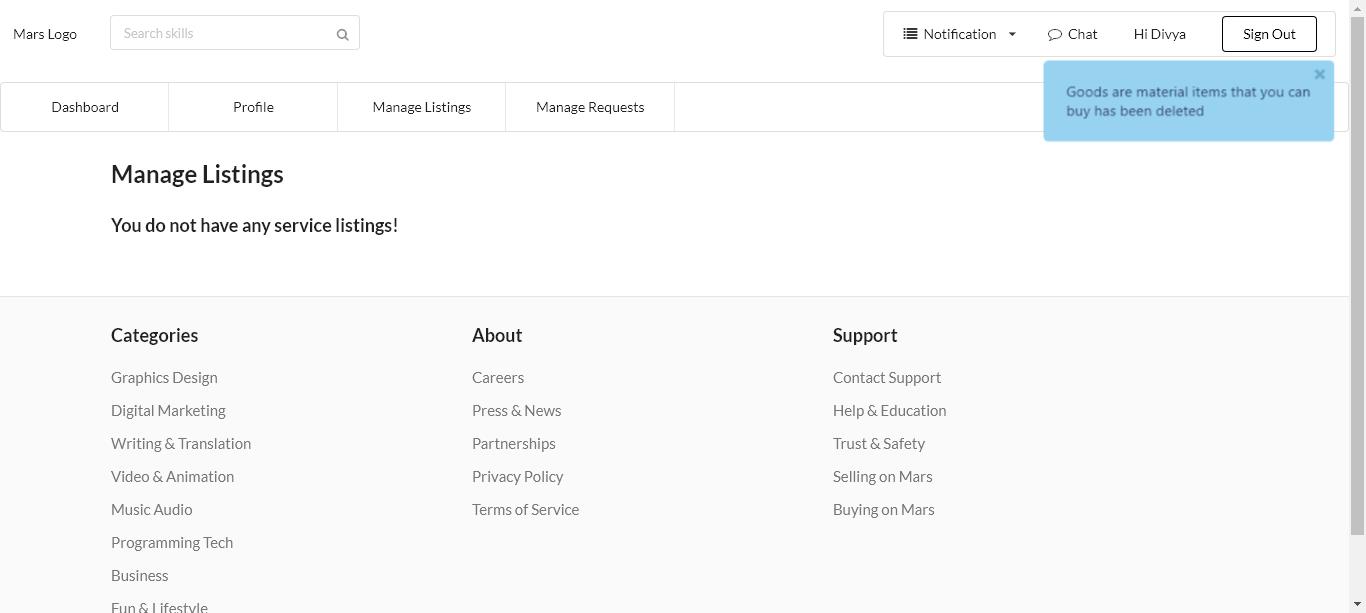 Mars Logo
Search skills
Notification
Chat
Hi Divya
Sign Out
Dashboard
Profile
Manage Listings
Manage Requests
Goods are material items that you can
buy has been deleted
Manage Listings
You do not have any service listings!
Categories
Graphics Design
Digital Marketing
Writing & Translation
Video & Animation
Music Audio
Programming Tech
Business
Fun & Lifestyle
About
Careers
Press & News
Partnerships
Privacy Policy
Terms of Service
Support
Contact Support
Help & Education
Trust & Safety
Selling on Mars
Buying on Mars